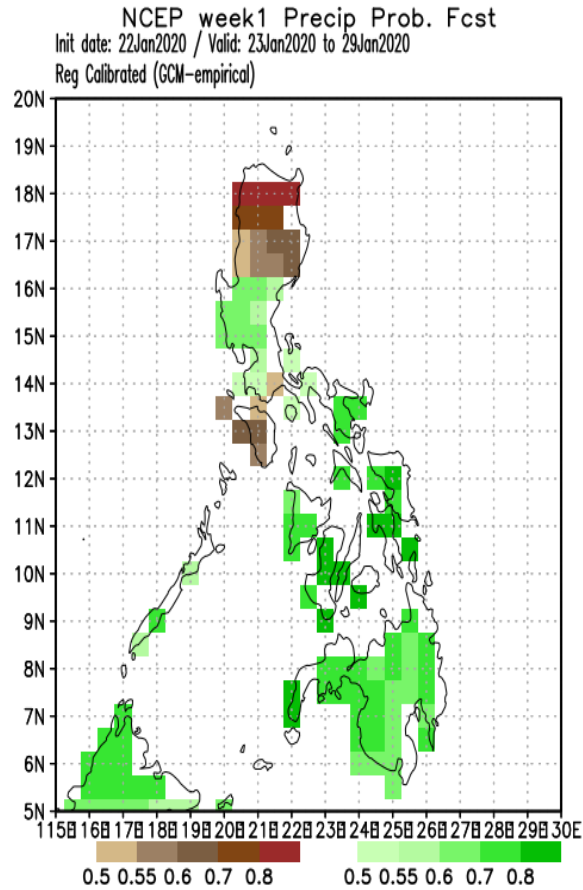 NCEP week1 Precip Prob. Fcst
Init date: 22Jan2020 / Valid: 23Jan2020 to 29Jan2020
Reg Calibrated (GCM-empirical)
20N
19N
18N
17N
16N
15N
14N
13N
12N
11N
10N
9N
8N
7N
6N
5N
115E 116E 117E 118E 119E 120E 121E 122E 123E 124E 125E 126E 127E 128E 129E 130E
0.5 0.55 0.6 0.7 0.8 0.5 0.55 0.6 0.7 0.8